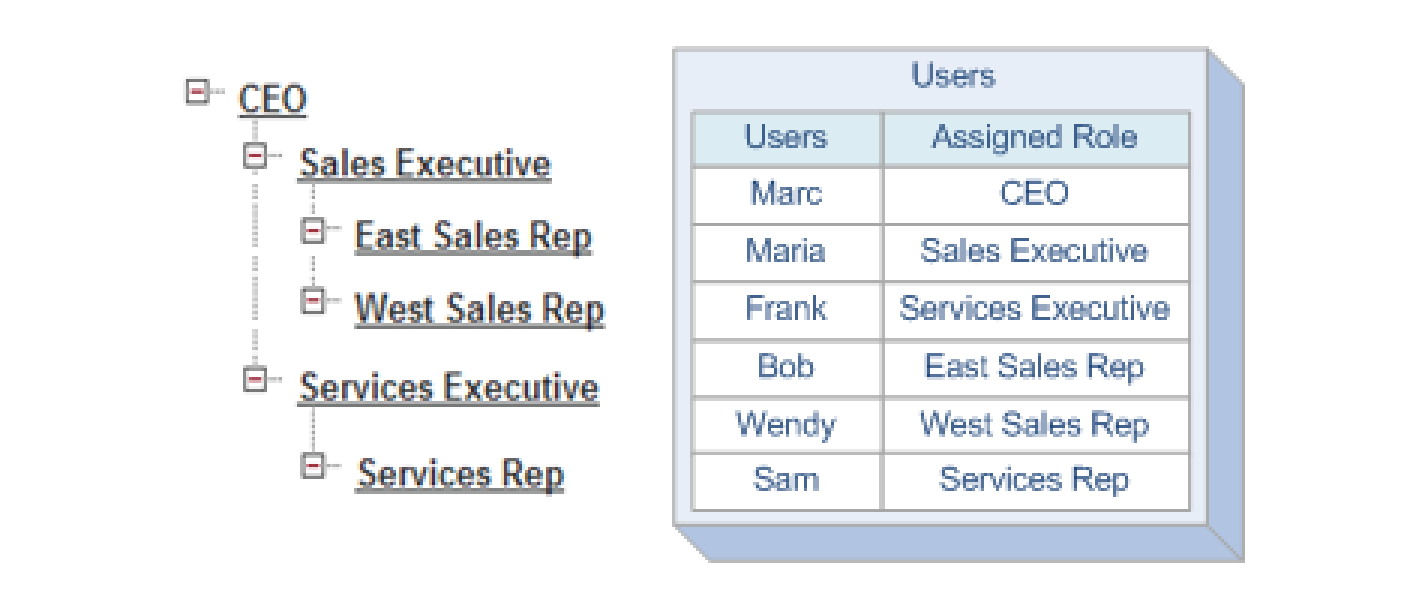 CEO
Sales Executive
East Sales Rep
West Sales Rep
Services Executive
Services Rep
Users
Users Assigned Role
Marc CEO
Maria Sales Executive
Frank Services Executive
Bob East Sales Rep
Wendy West Sales Rep
Sam Services Rep